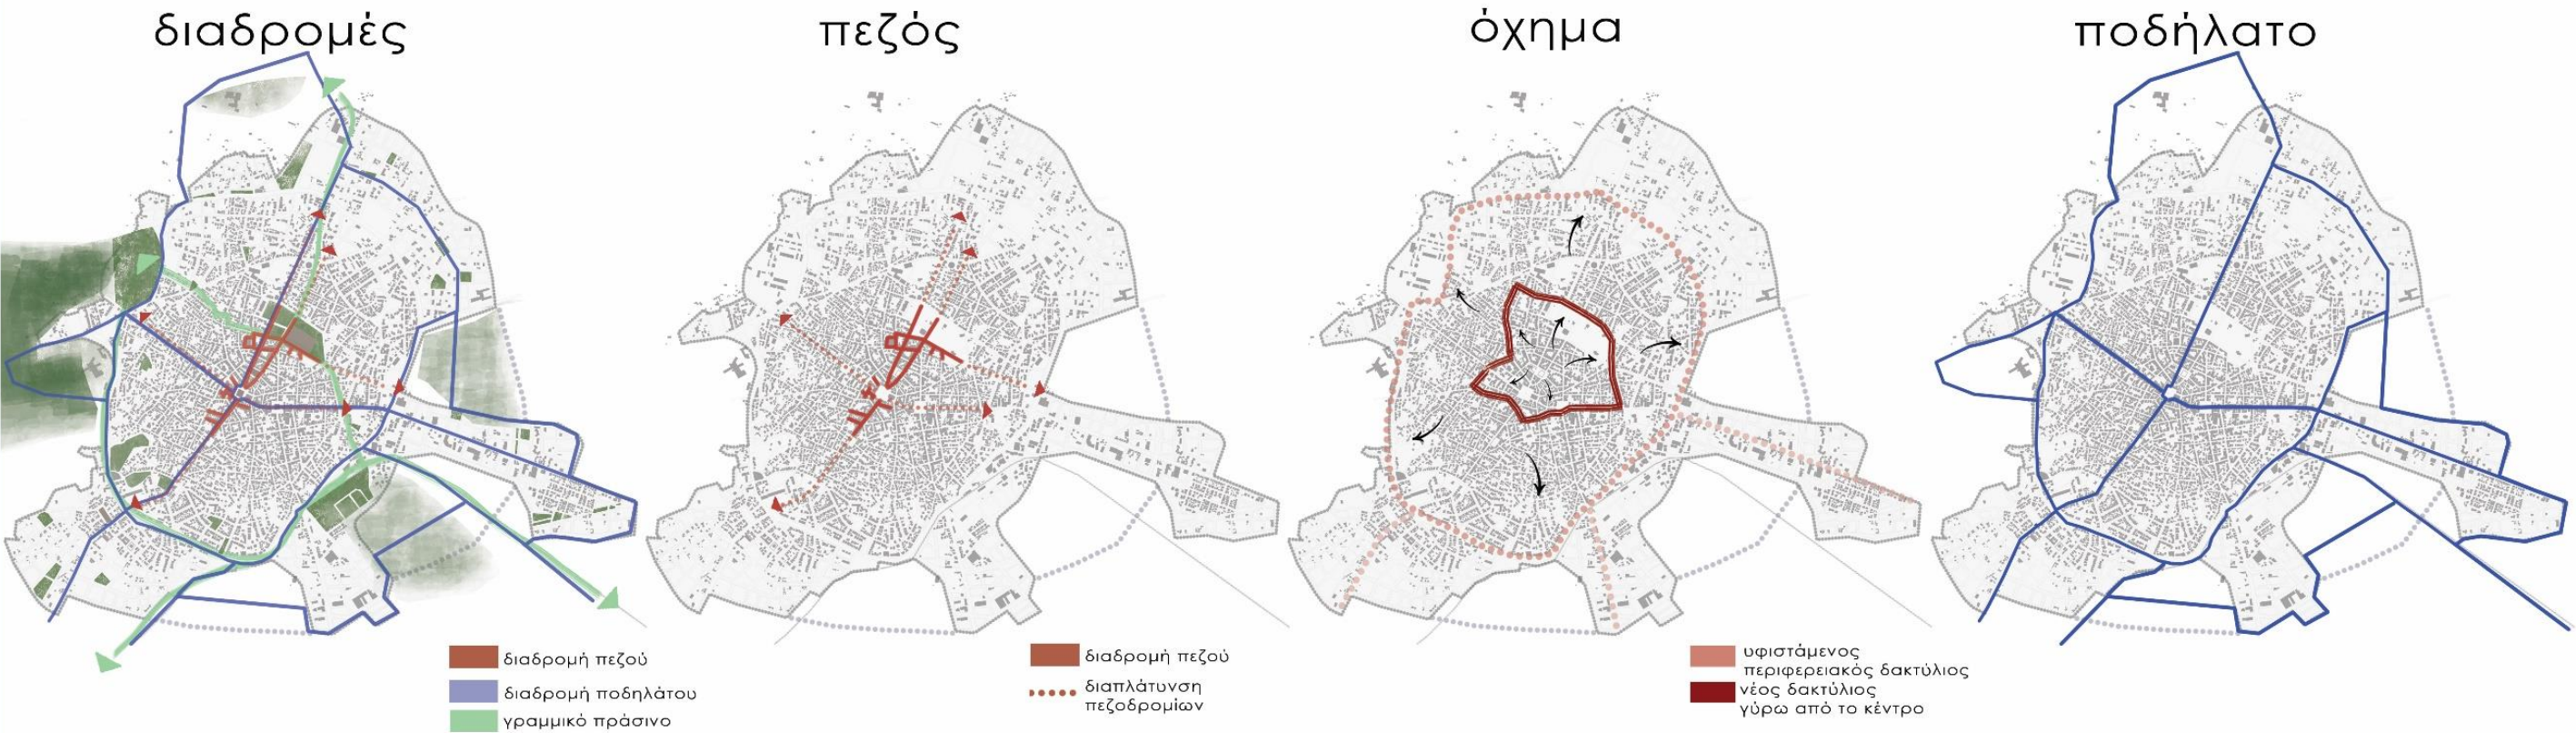 διαδρομές
πεζός
όχημα
ποδήλατο
διαδρομή πεζού
διαδρομή ποδηλάτου
γραμμικό πράσινο
διαδρομή πεζού
διαπλάτυνση
πεζοδρομίων
υφιστάμενος
περιφερειακός δακτύλιος
νέος δακτύλιος
γύρω από το κέντρο